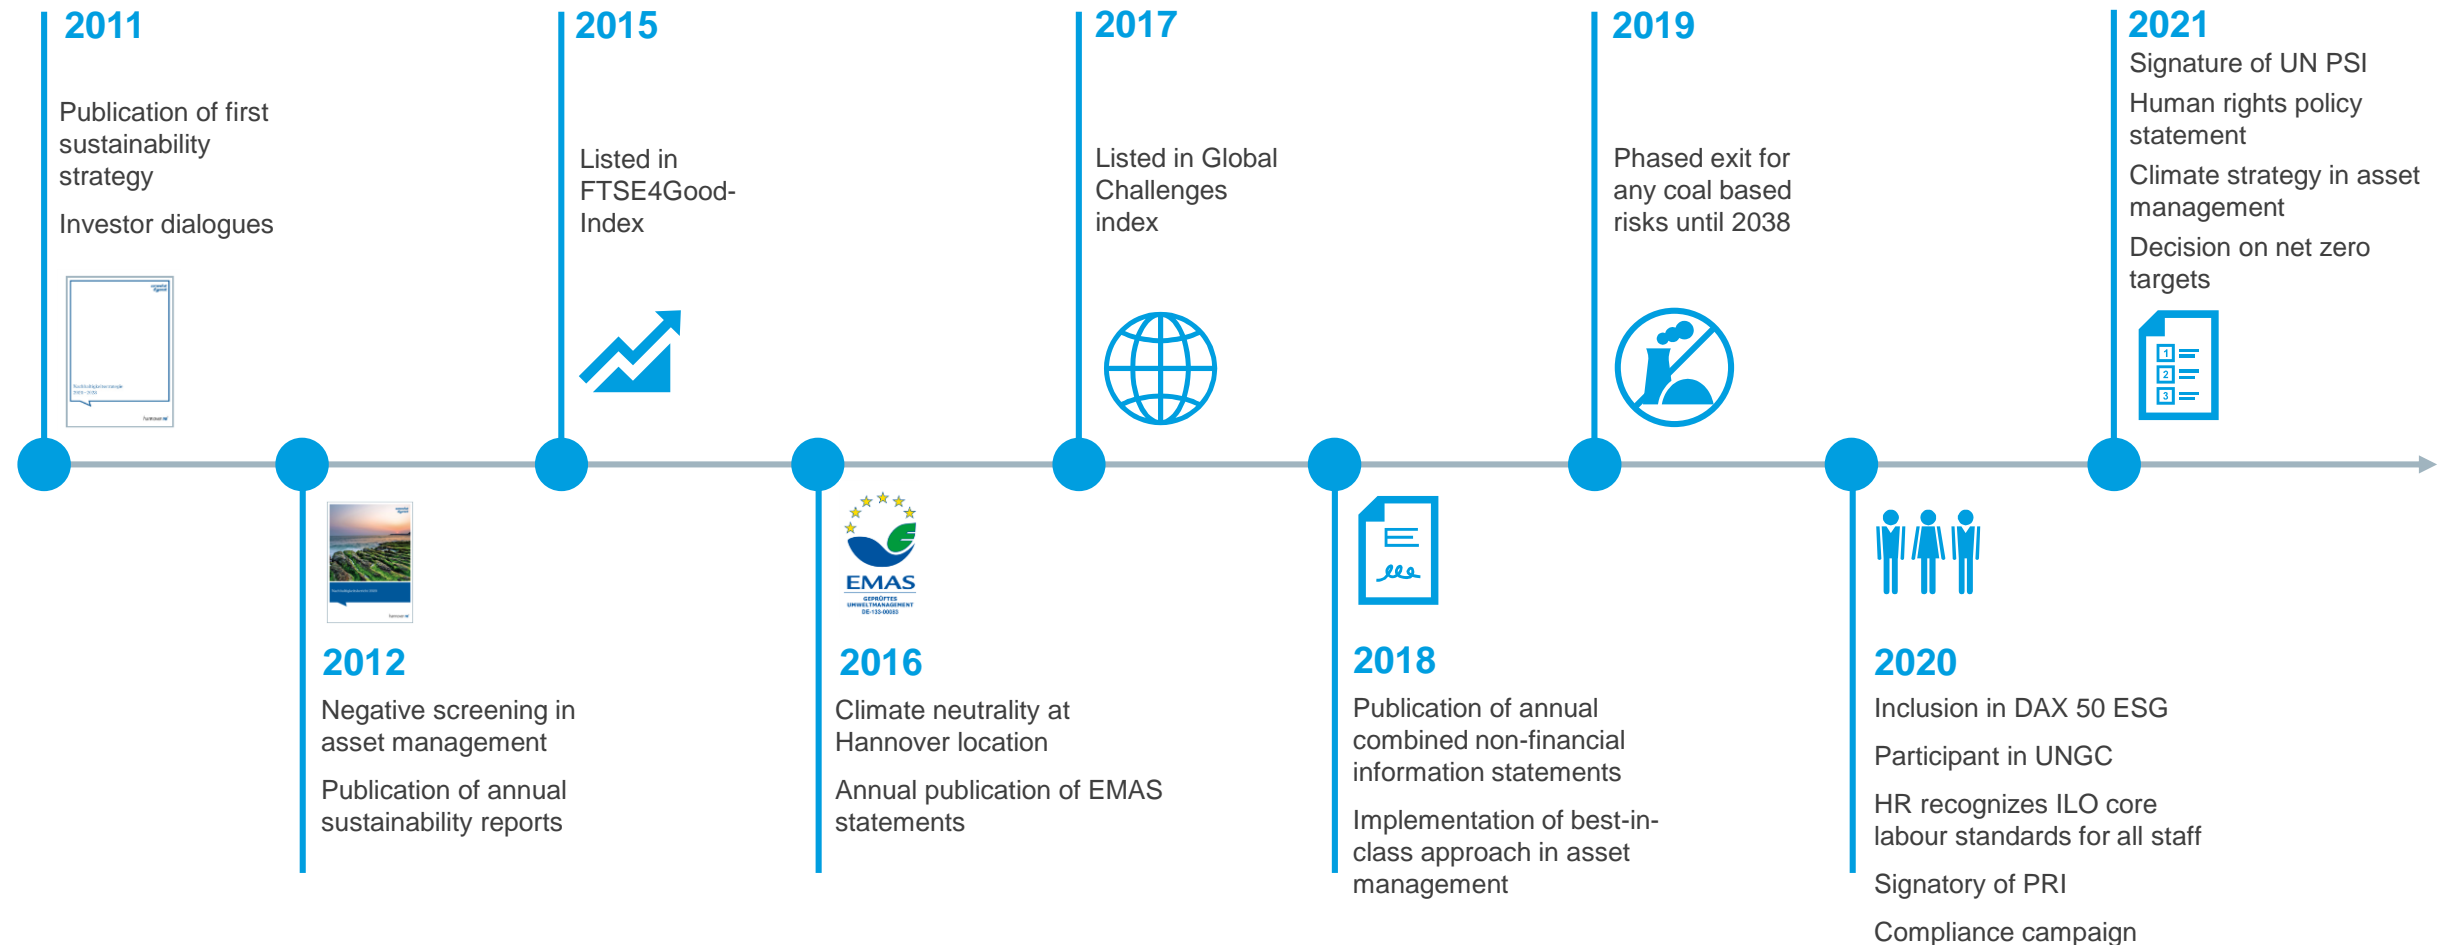 2011
Publication of first
sustainability
strategy
Investor dialogues
2015
Listed in
FTSE4Good-
Index
2017
Listed in Global
Challenges
index
2019
Phased exit for
any coal based
risks until 2038
2021
Signature of UN PSI
Human rights policy
statement
Climate strategy in asset
management
Decision on net zero
targets
1
2
3
2012
Negative screening in
asset management
Publication of annual
sustainability reports
EMAS
GEPRÜFTES
UMWELTMANAGEMENT
2016
Climate neutrality at
Hannover location
Annual publication of EMAS
statements
2018
Publication of annual
combined non-financial
information statements
Implementation of best-in-
class approach in asset
management
2020
Inclusion in DAX 50 ESG
Participant in UNGC
HR recognizes ILO core
labour standards for all staff
Signatory of PRI
Compliance campaign